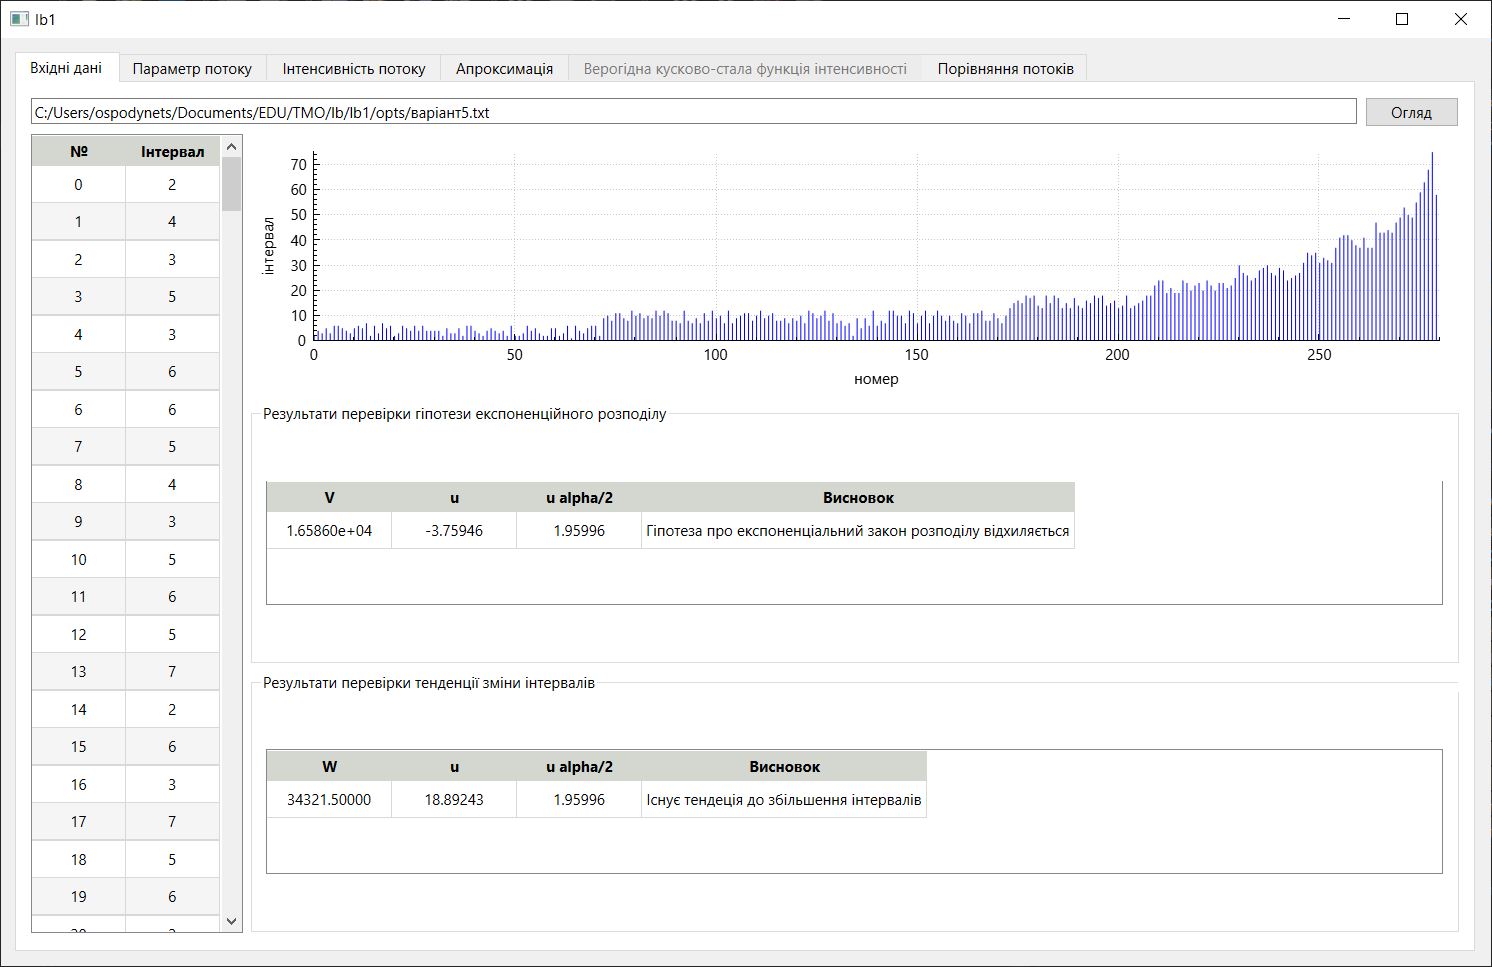 lb1
Вхідні дані Параметр потоку Інтенсивність потоку Апроксимація Верогідна кусково-стала функція інтенсивності Порівняння потоків
C:/Users/ospodynets/Documents/EDU/TMO/lb/lb1/opts/варіант5.txt Огляд
№ Інтервал
0 2
1 4
2 3
3 5
4 3
5 6
6 6
7 5
8 4
9 3
10 5
11 6
12 5
13 7
14 2
15 6
16 3
17 7
18 5
19 6
70
60
50
40
30
20
10
0
інтервал
0 50 100 150 200 250
номер
Результати перевірки гіпотези експоненційного розподілу
V u u alpha/2 Висновок
1.65860e+04 -3.75946 1.95996 Гіпотеза про експоненціальний закон розподілу відхиляється
Результати перевірки тенденції зміни інтервалів
W u u alpha/2 Висновок
34321.50000 18.89243 1.95996 Існує тендеція до збільшення інтервалів